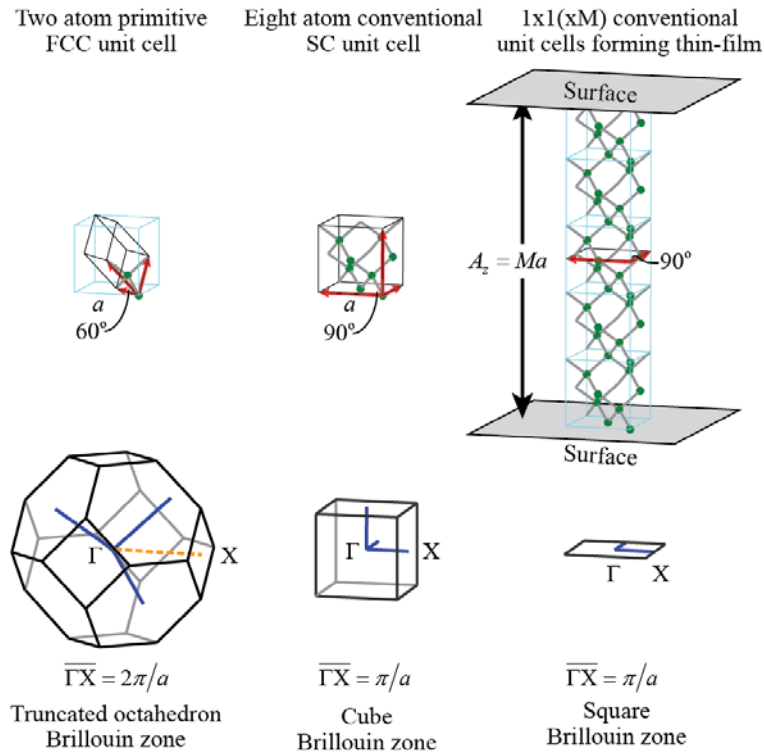 Two atom primitive
FCC unit cell
Eight atom conventional
SC unit cell
1x1(xM) conventional
unit cells forming thin-film
Surface
A_z = Ma
90°
a
60°
a
90°
Surface
Γ
X
Γ
X
Γ
X
ΓX = 2π/a
ΓX = π/a
ΓX = π/a
Truncated octahedron
Brillouin zone
Cube
Brillouin zone
Square
Brillouin zone